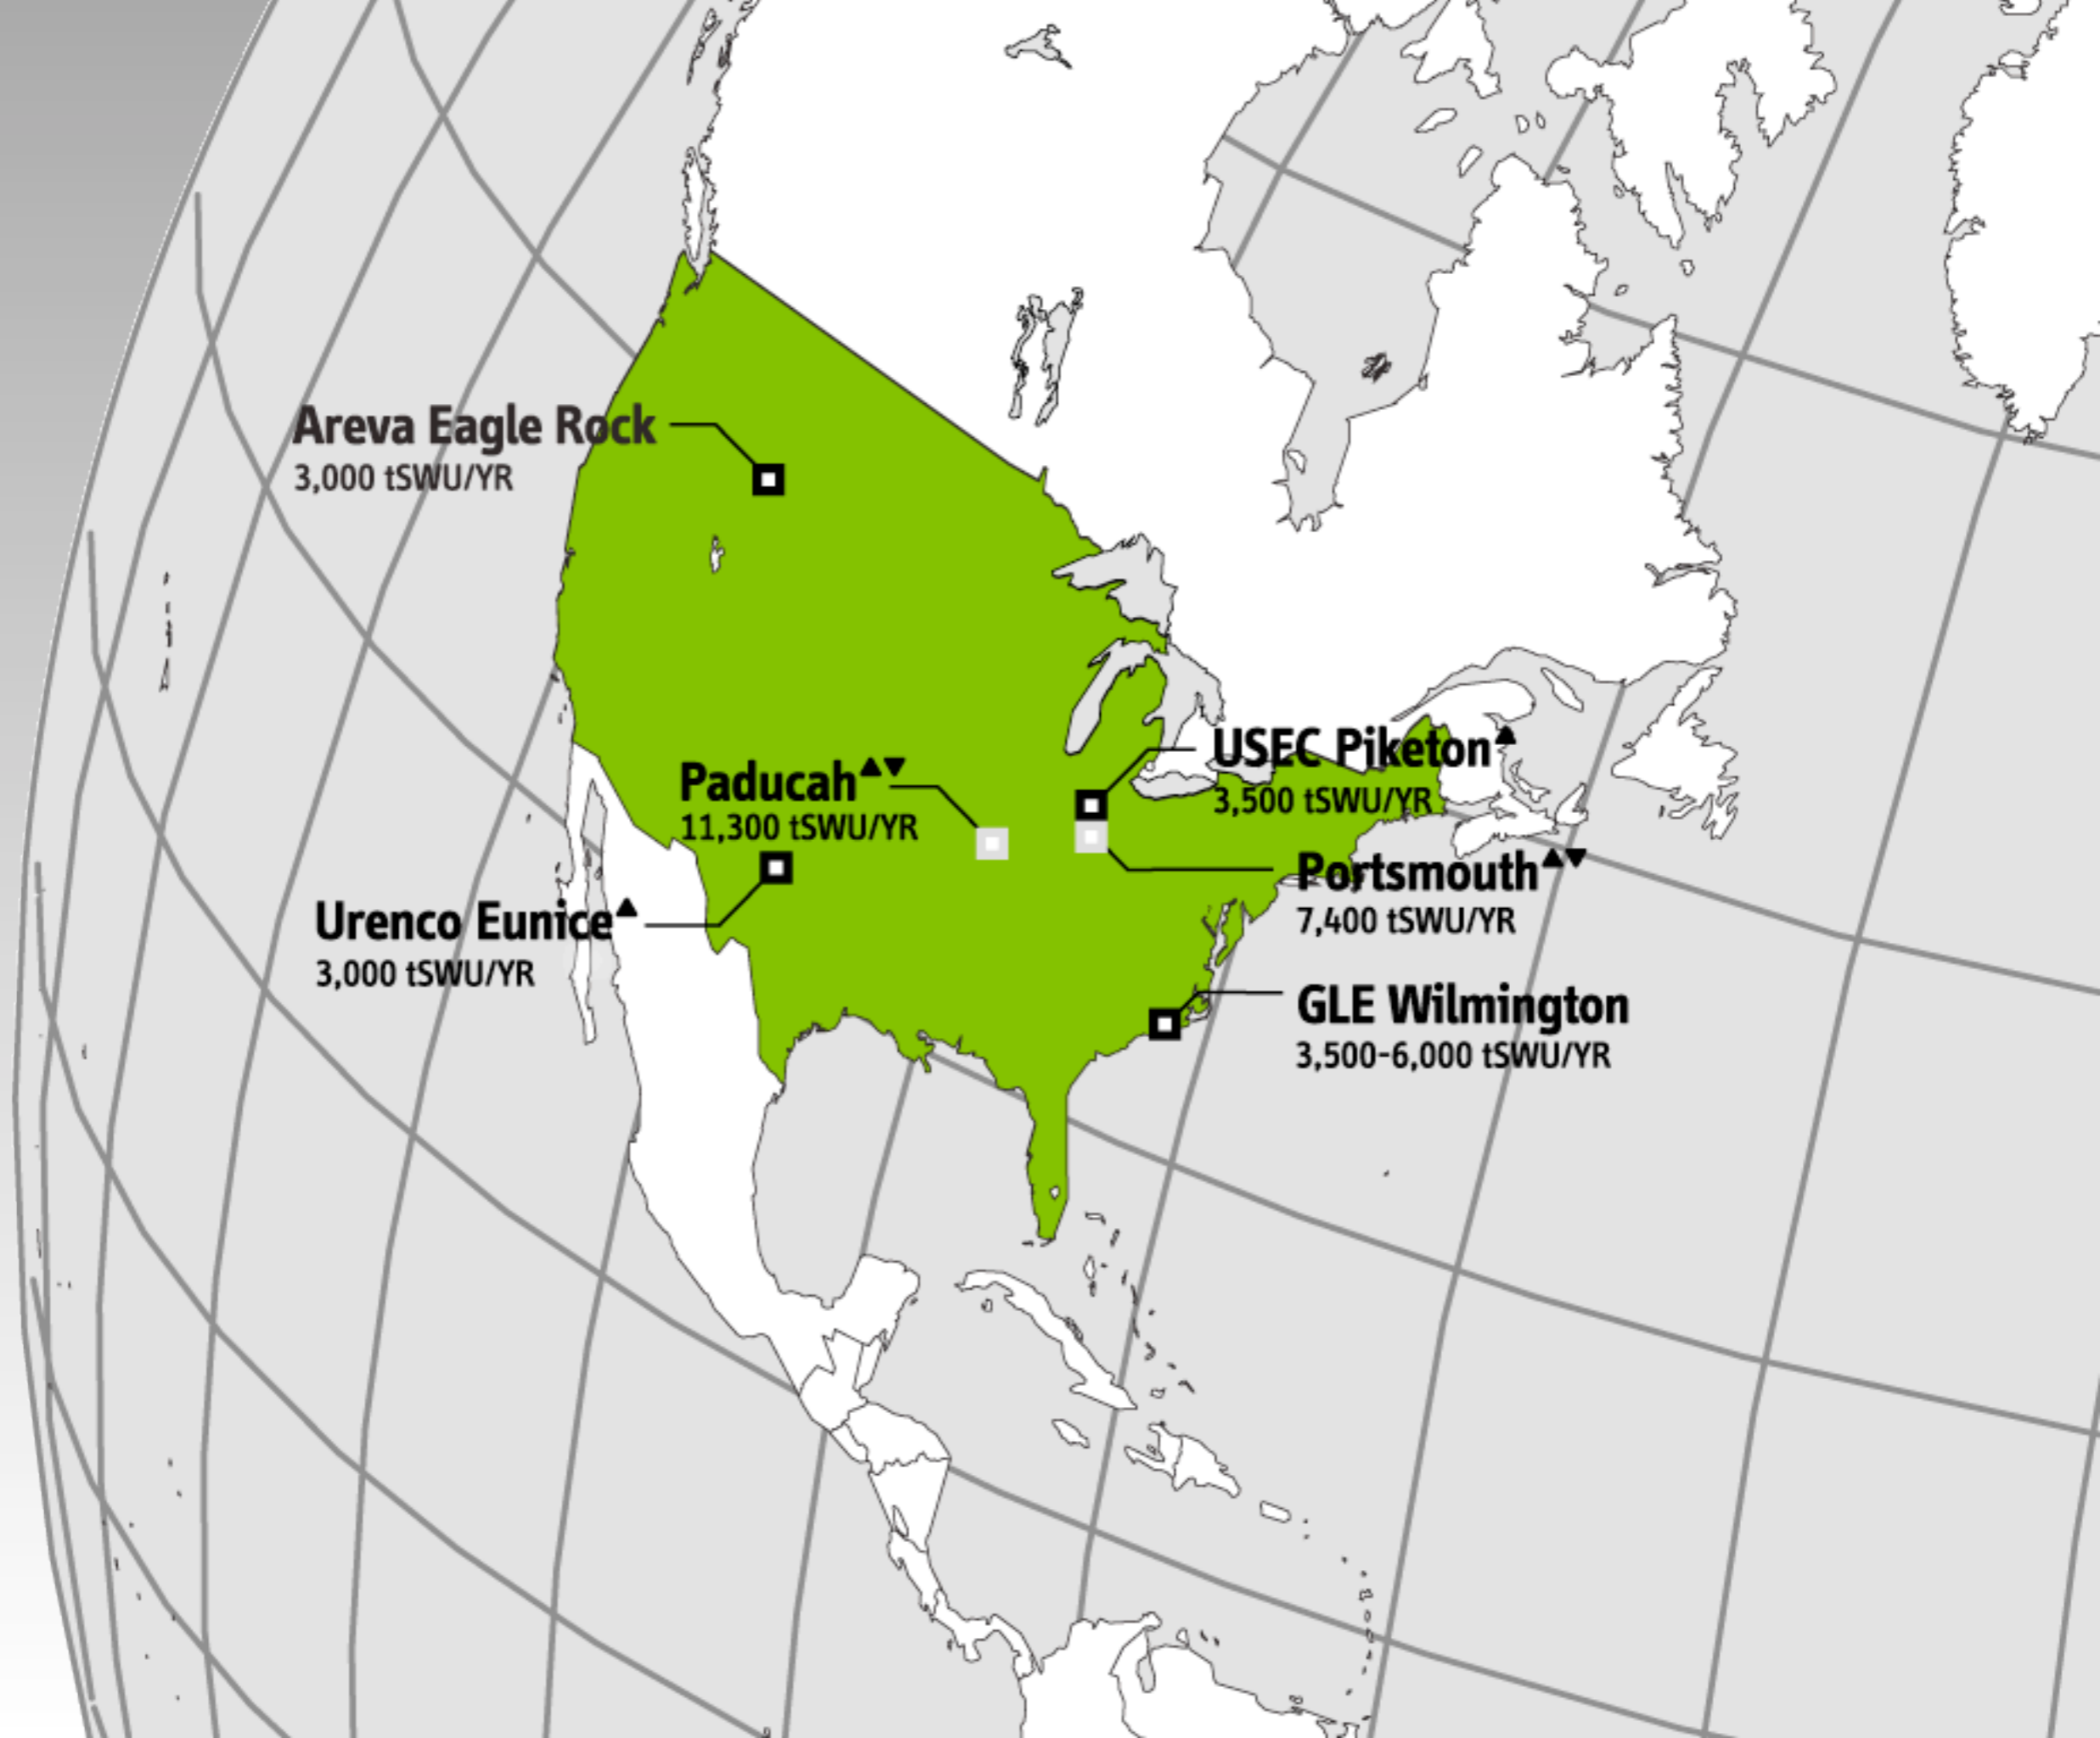 Areva Eagle Rock
3,000 tSWU/YR
USEC Piketon▲
3,500 tSWU/YR
Paducah▲▼
11,300 tSWU/YR
Portsmouth▲▼
7,400 tSWU/YR
Urenco Eunice▲
3,000 tSWU/YR
GLE Wilmington
3,500-6,000 tSWU/YR